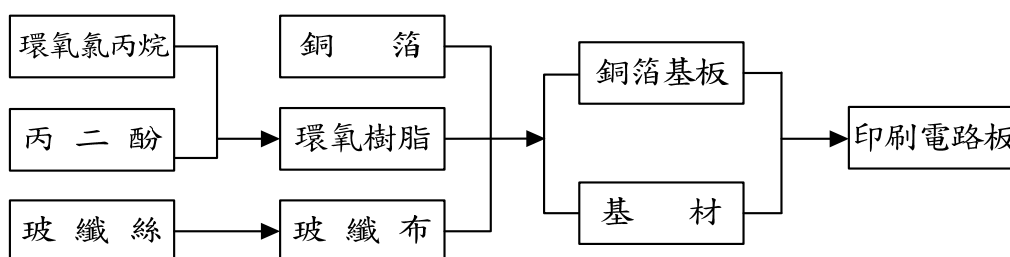 環氧氯丙烷
銅 箔
銅箔基板
丙 二 酚
環氧樹脂
印刷電路板
玻 纖 絲
玻 纖 布
基 材